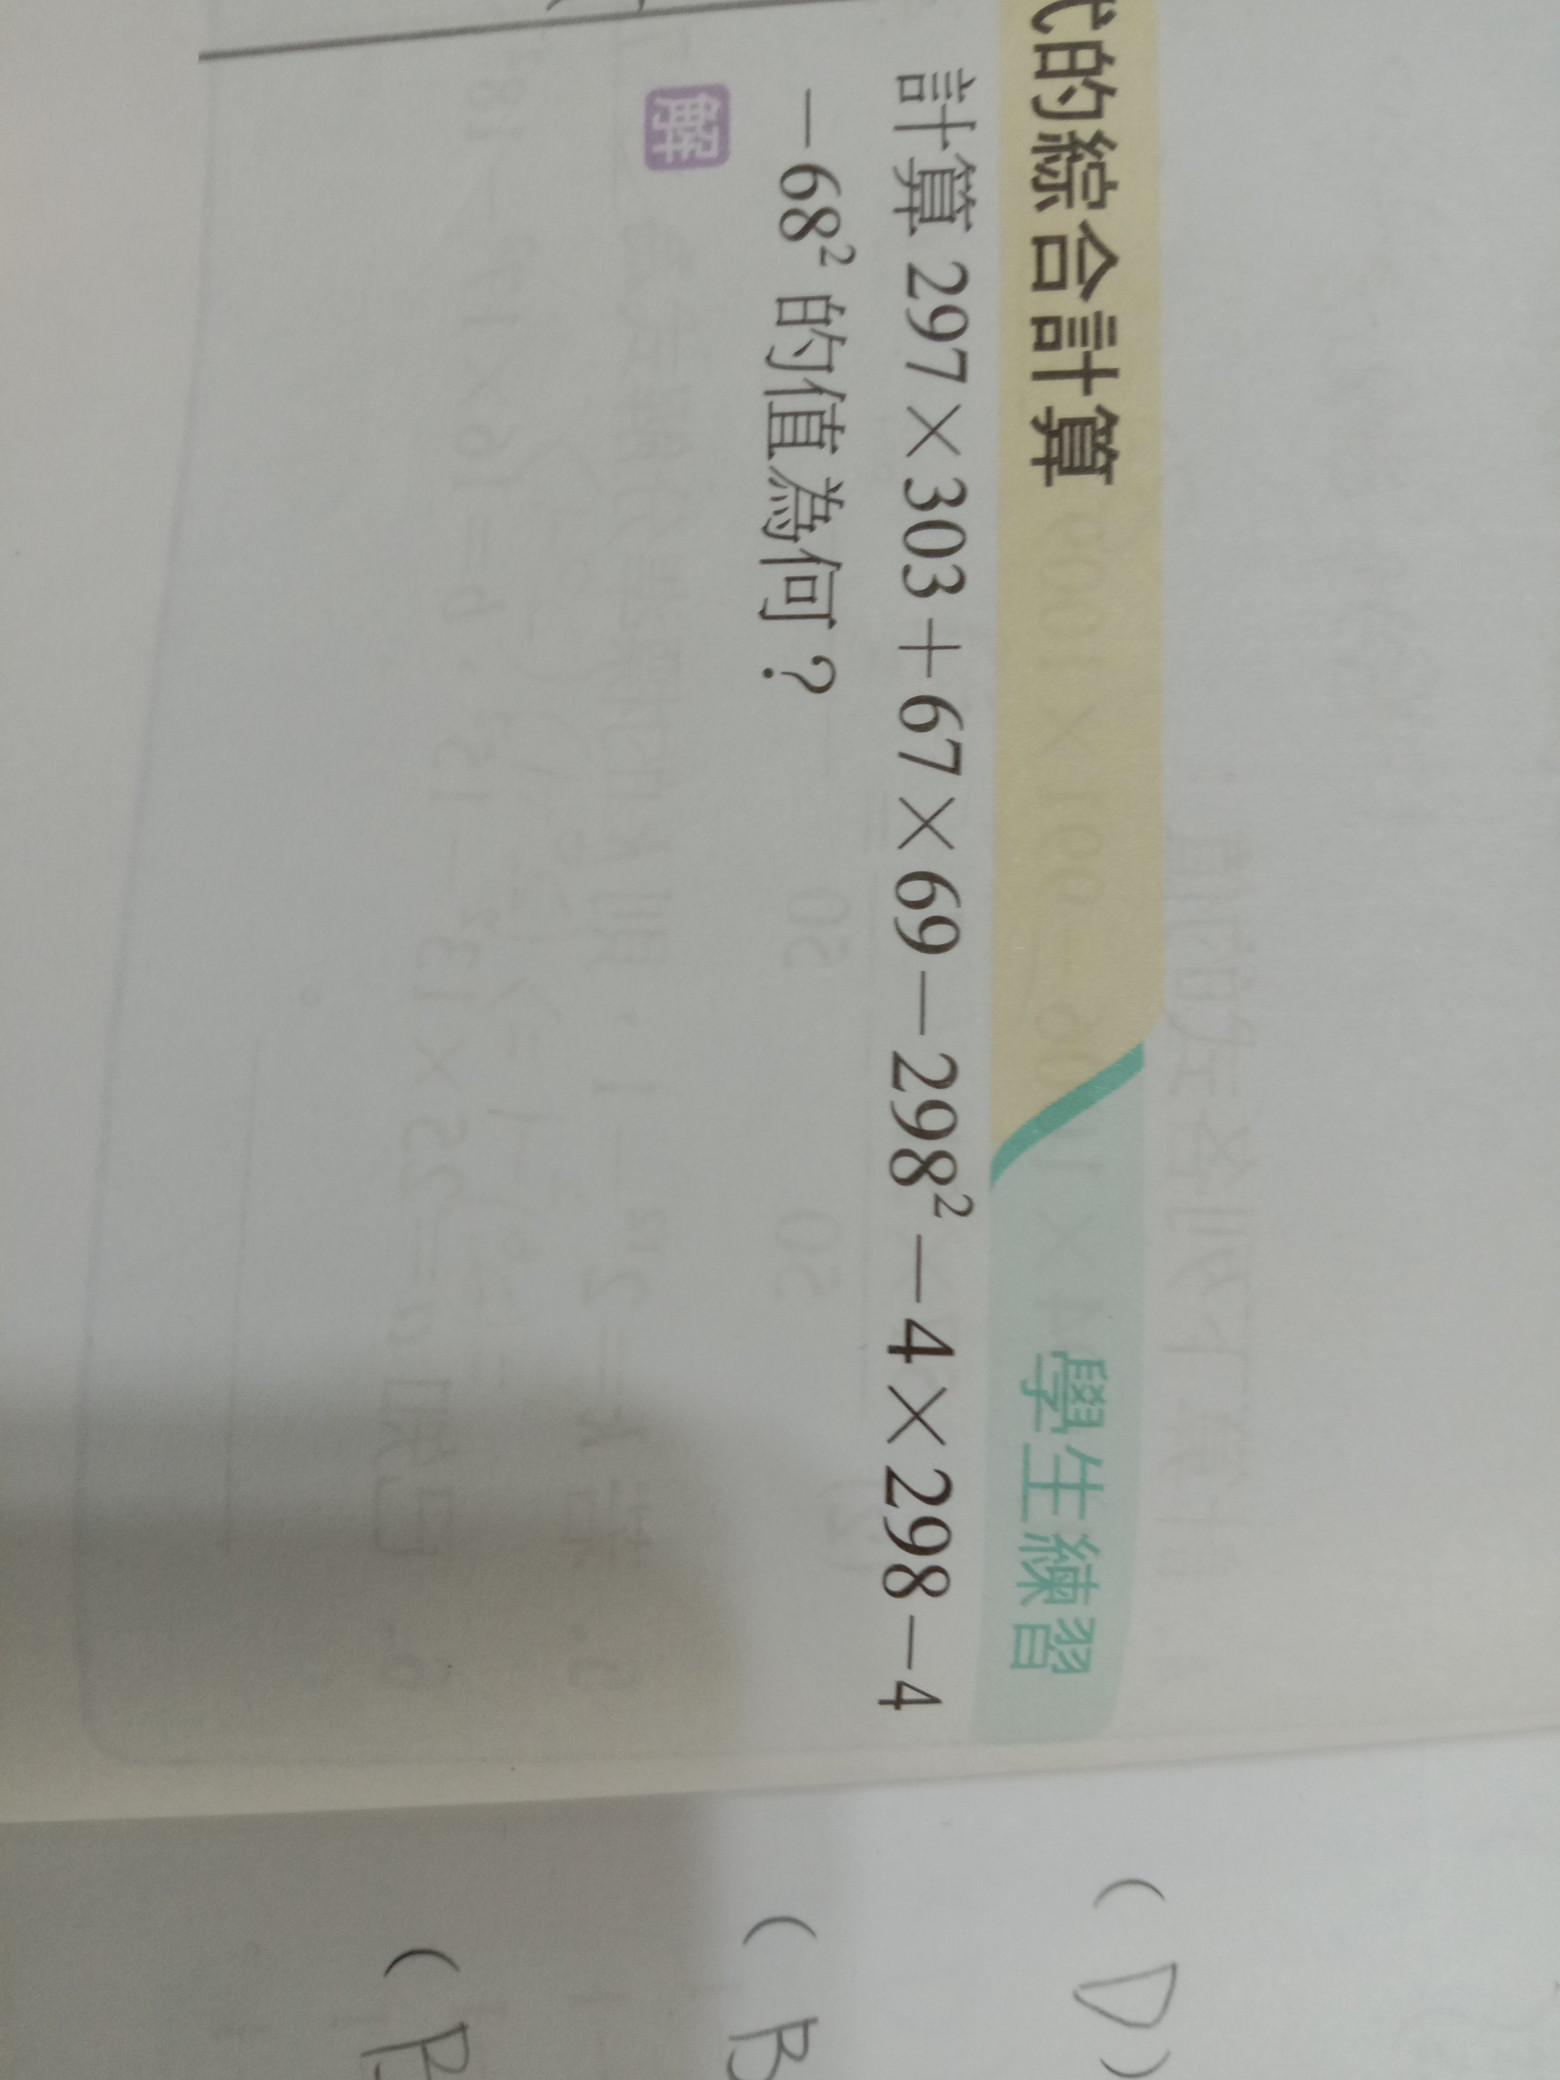 的綜合計算
學生練習
計算 297×303+67×69-298²-4×298-4
-68² 的值為何？
解
( D )
( B
( B